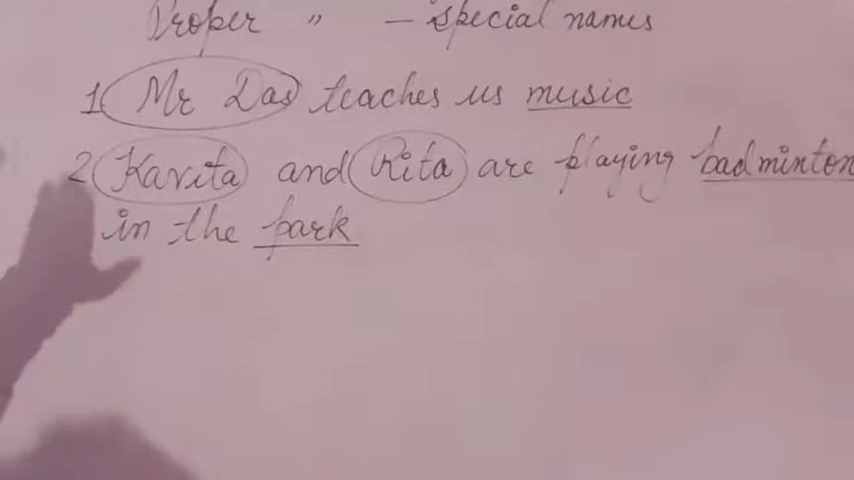 Proper " - special names
1 Mr Das teaches us music
2 Kavita and Rita are playing badminton
in the park